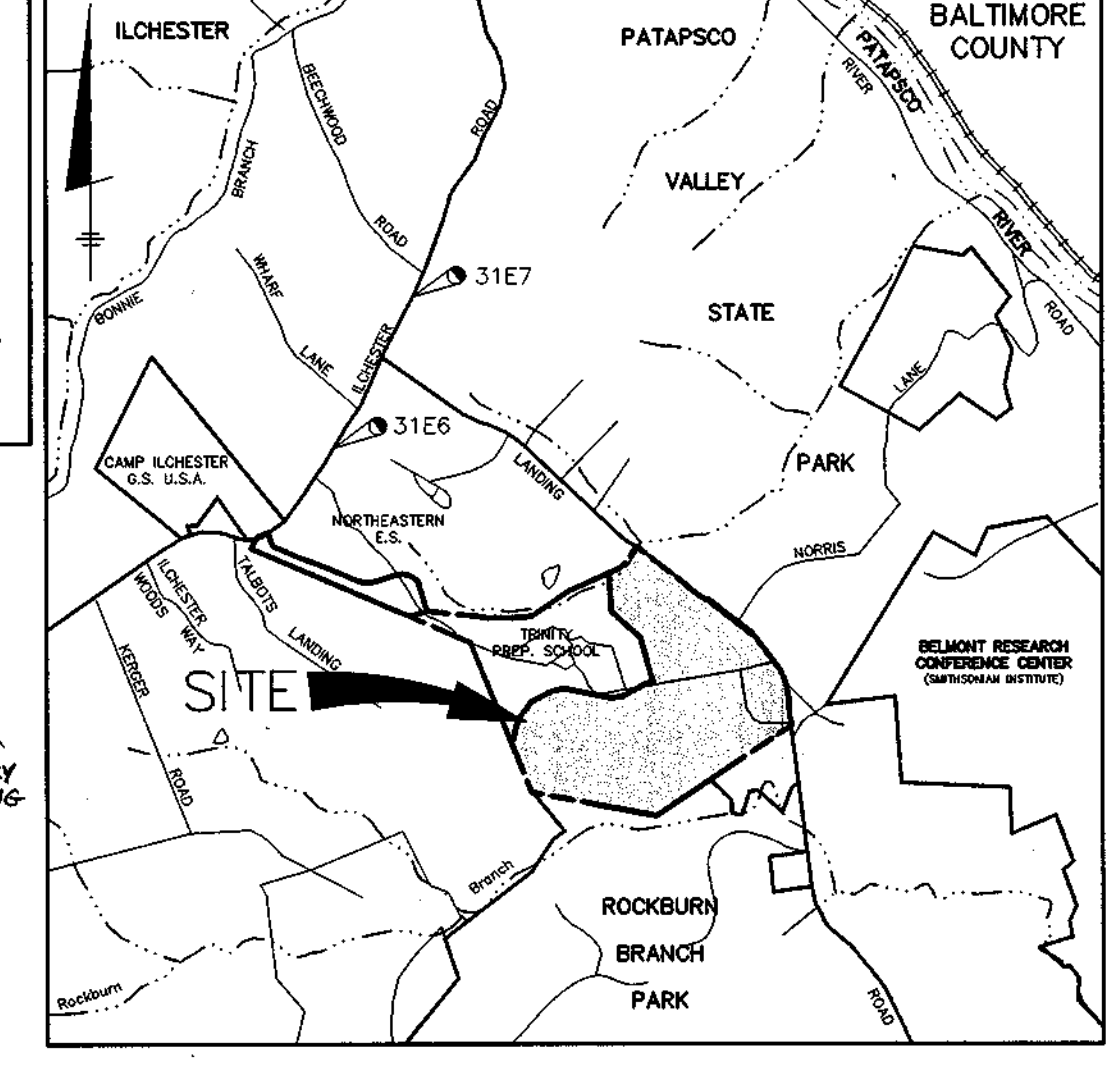 ILCHESTER
PATAPSCO
BALTIMORE
COUNTY
PATAPSCO
RIVER
BEECHWOOD
ROAD
BRANCH
VALLEY
ROAD
RIVER
WHARF
31E7
BONNIE
STATE
ROAD
LANE
ILCHESTER
LANE
31E6
CAMP ILCHESTER
G.S. U.S.A.
LANDING
PARK
NORTHEASTERN
E.S.
NORRIS
ILCHESTER
WOODS WAY
TALBOTS
LANDING
TRINITY
PREP. SCHOOL
BELMONT RESEARCH
CONFERENCE CENTER
(SMITHSONIAN INSTITUTE)
KERGER
SITE
ROAD
Branch
ROCKBURN
BRANCH
PARK
Rockburn
ROAD